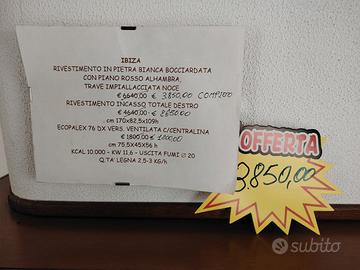 IBIZA
RIVESTIMENTO IN PIETRA BIANCA BOCCIARDATA
CON PIANO ROSSO ALHAMBRA,
TRAVE IMPIALLACCIATA NOCE
€ 6640,00 € 3.850,00 COMPLETO
RIVESTIMENTO INCASSO TOTALE DESTRO
€ 4640,00 - €
cm 170x82,5x109h
ECOPALEX 76 DX VERS. VENTILATA C/CENTRALINA
€ 1800,00 €
cm 75,5x45x56 h
KCAL 10.000 - KW 11,6 - USCITA FUMI Ø 20
Q.TA' LEGNA 2,5-3 KG/h
OFFERTA
3.850,00
subito